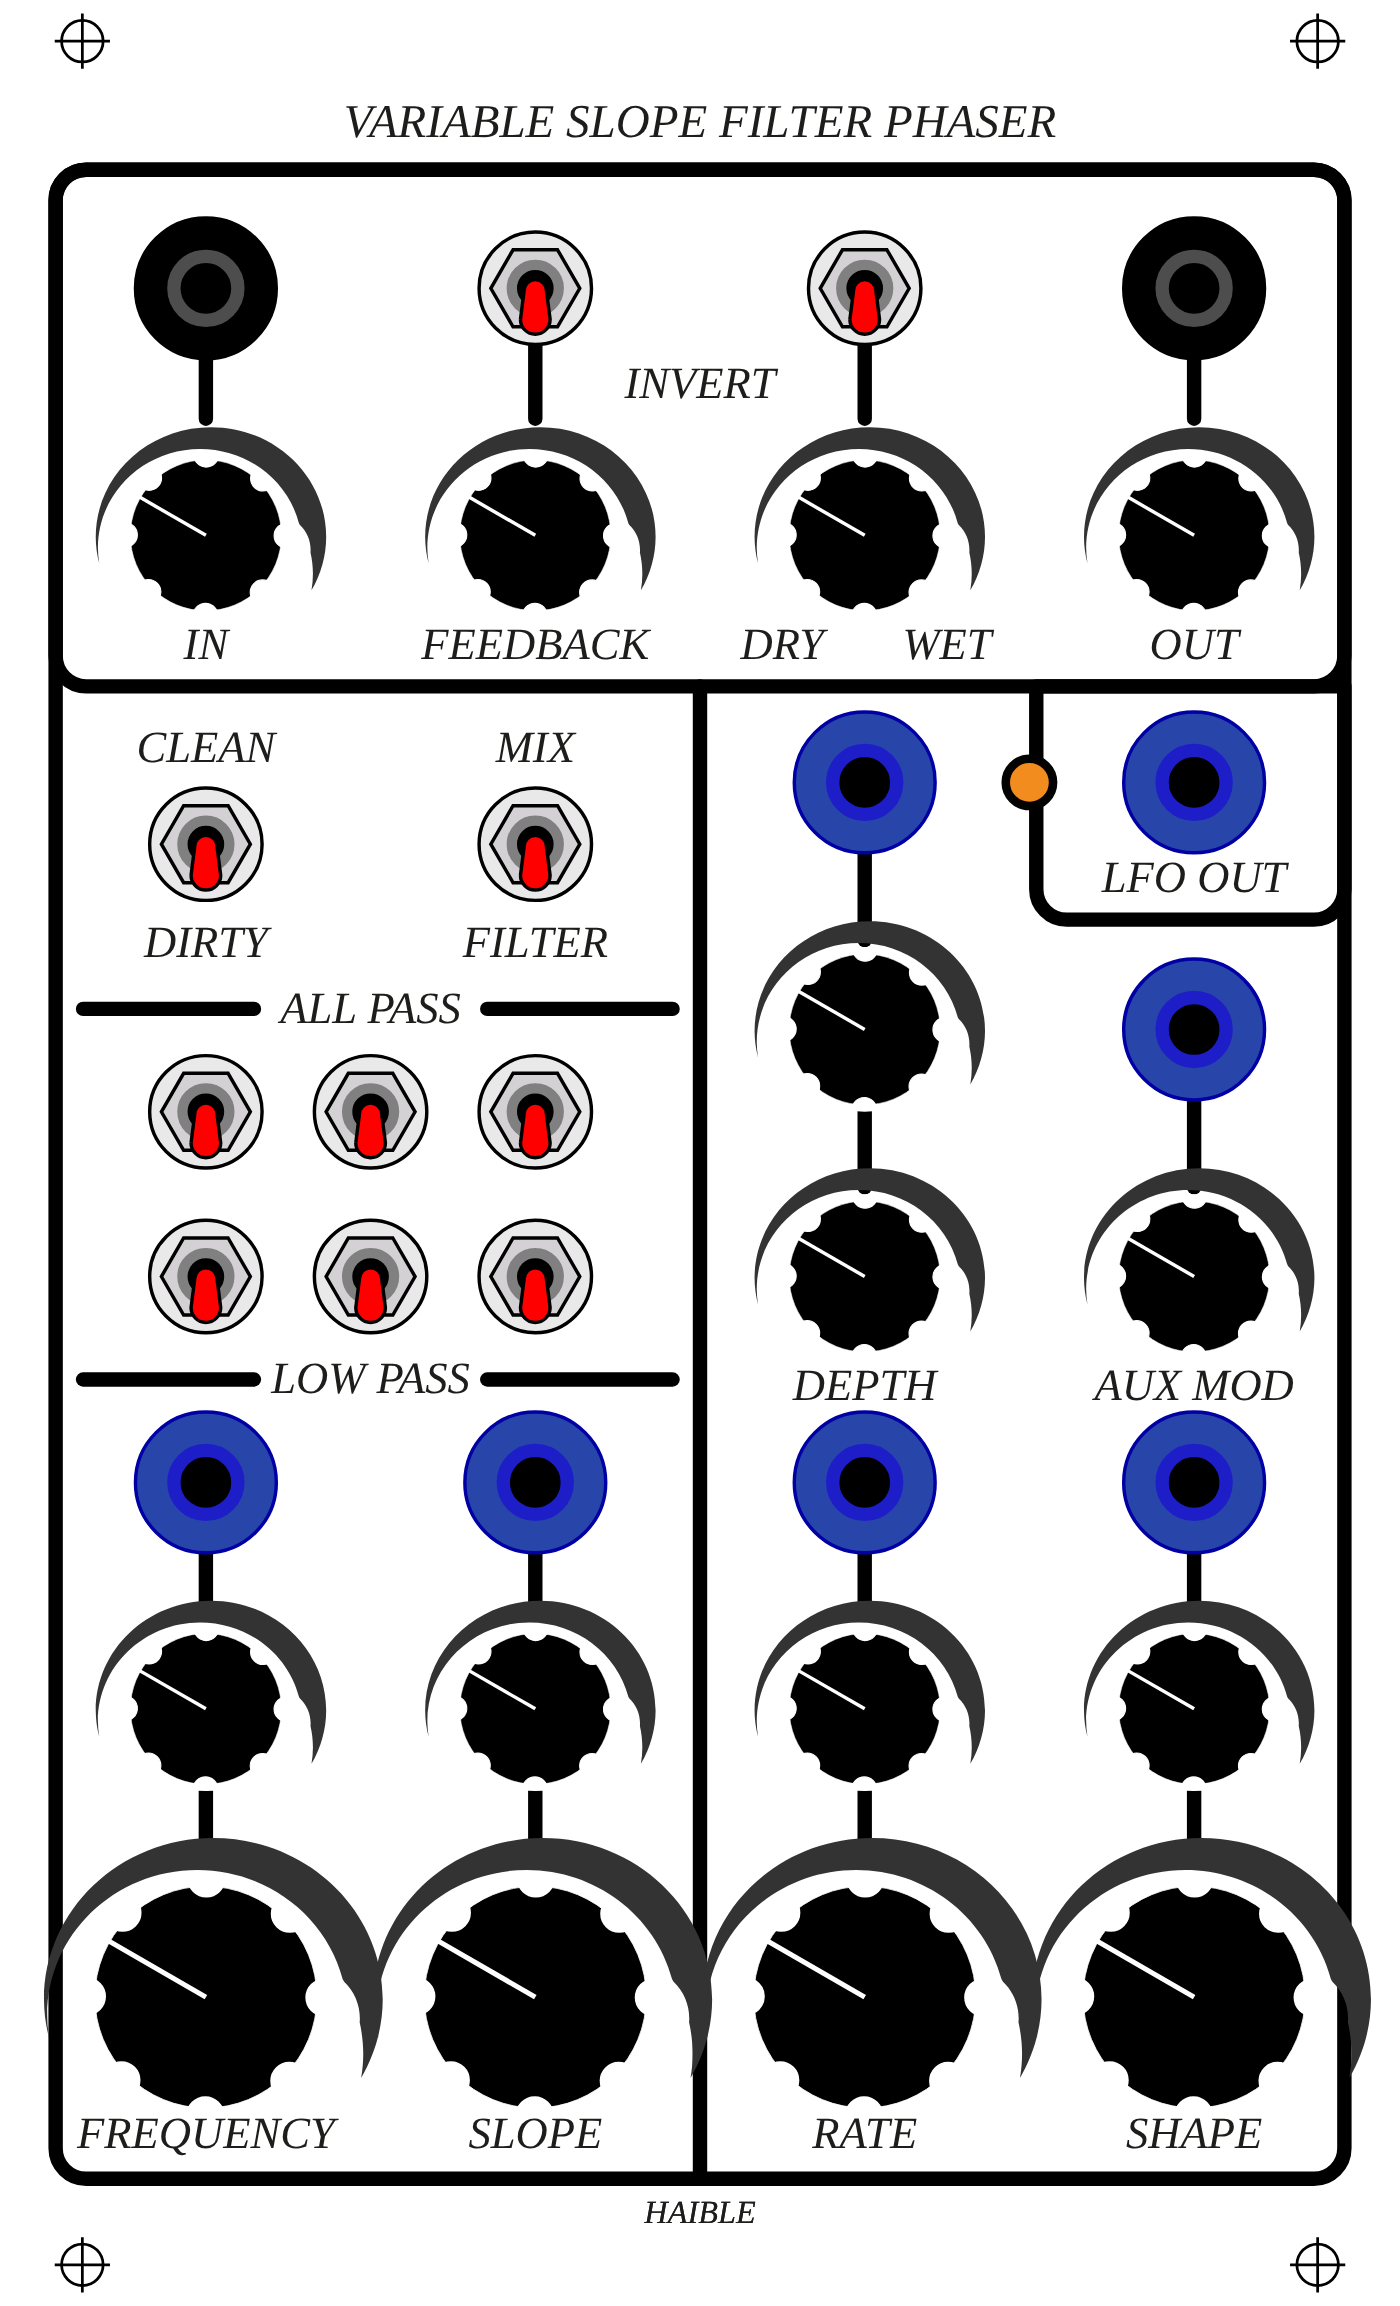 VARIABLE SLOPE FILTER PHASER
INVERT
IN
FEEDBACK
DRY WET
OUT
CLEAN
MIX
DIRTY
FILTER
LFO OUT
ALL PASS
LOW PASS
DEPTH
AUX MOD
FREQUENCY
SLOPE
RATE
SHAPE
HAIBLE